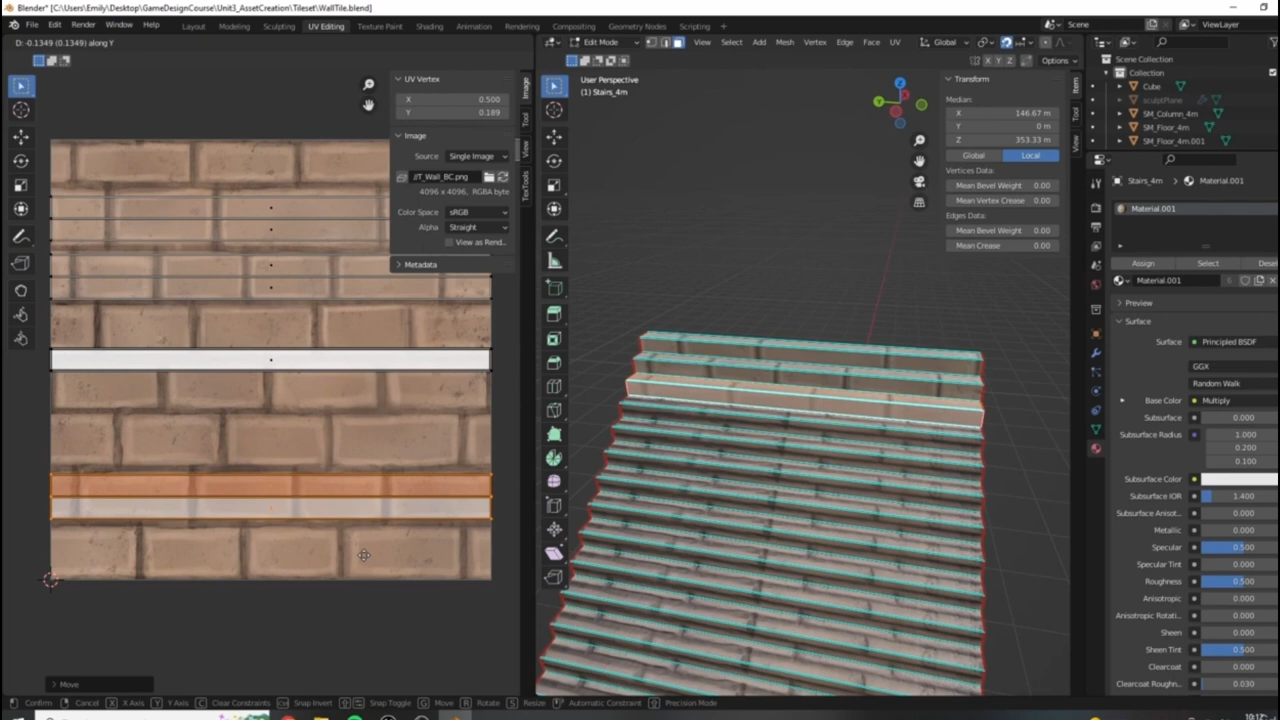 Blender* [C:\Users\Emily\Desktop\GameDesignCourse\Unit3_AssetCreation\Tileset\WallTile.blend]
File Edit Render Window Help Layout Modeling Sculpting UV Editing Texture Paint Shading Animation Rendering Compositing Geometry Nodes Scripting + Scene ViewLayer
D: -0.1349 (0.1349) along Y
Edit Mode View Select Add Mesh Vertex Edge Face UV Global
X Y Z Options
UV Vertex
X 0.500
Y 0.189
Image
Source Single Image
//T_Wall_BC.png
4096 x 4096, RGBA byte
Color Space sRGB
Alpha Straight
View as Rend..
Metadata
Image
Tool
View
TexTools
Move
User Perspective
(1) Stairs_4m
Z
Y
Transform
Median:
X 146.67 m
Y 0 m
Z 353.33 m
Global Local
Vertices Data:
Mean Bevel Weight 0.00
Mean Vertex Crease 0.00
Edges Data:
Mean Bevel Weight 0.00
Mean Crease 0.00
Item
Tool
View
Scene Collection
Collection
Cube
sculptPlane
SM_Column_4m
SM_Floor_4m
SM_Floor_4m.001
Stairs_4m > Material.001
Material.001
Assign Select Desel
Material.001
Preview
Surface
Surface Principled BSDF
GGX
Random Walk
Base Color Multiply
Subsurface 0.000
Subsurface Radius 1.000
0.200
0.100
Subsurface Color
Subsurface IOR 1.400
Subsurface Anisot.. 0.000
Metallic 0.000
Specular 0.500
Specular Tint 0.000
Roughness 0.500
Anisotropic 0.000
Anisotropic Rotati.. 0.000
Sheen 0.000
Sheen Tint 0.500
Clearcoat 0.000
Clearcoat Roughn.. 0.030
Confirm Cancel X X Axis Y Y Axis C Clear Constraints Snap Invert Snap Toggle G Move R Rotate S Resize Automatic Constraint Precision Mode